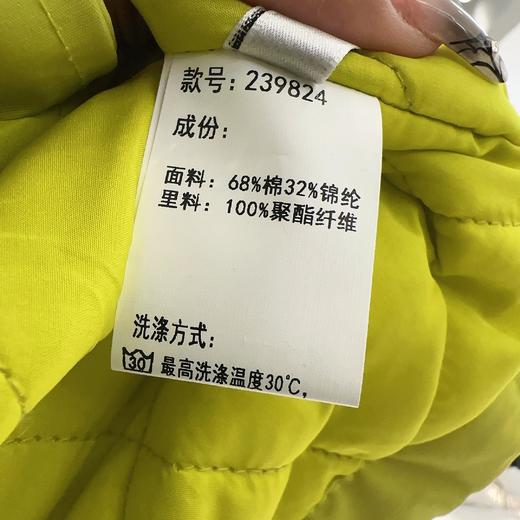 款号:239824
成份:
面料: 68%棉32%锦纶
里料: 100%聚酯纤维
洗涤方式:
30 最高洗涤温度30℃,